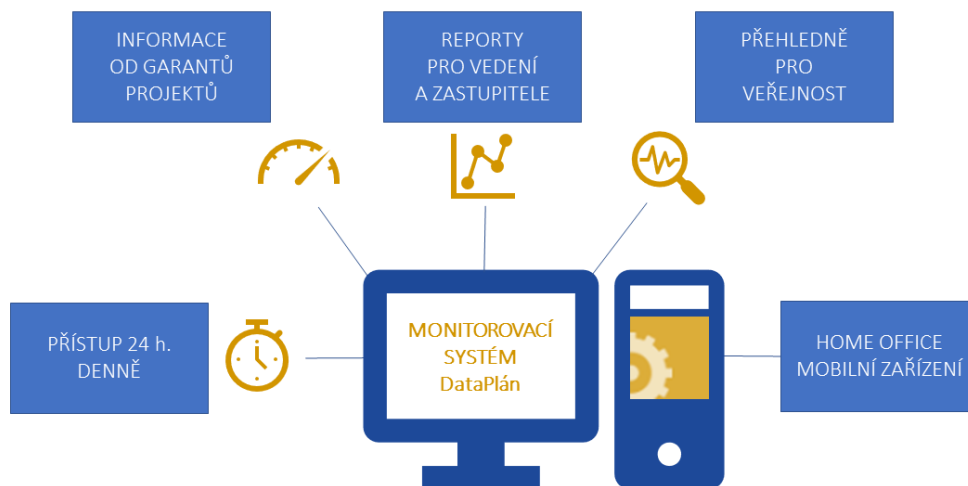 INFORMACE
OD GARANTŮ
PROJEKTŮ
REPORTY
PRO VEDENÍ
A ZASTUPITELE
PŘEHLEDNĚ
PRO
VEŘEJNOST
PŘÍSTUP 24 h.
DENNĚ
MONITOROVACÍ
SYSTÉM
DataPlán
HOME OFFICE
MOBILNÍ ZAŘÍZENÍ